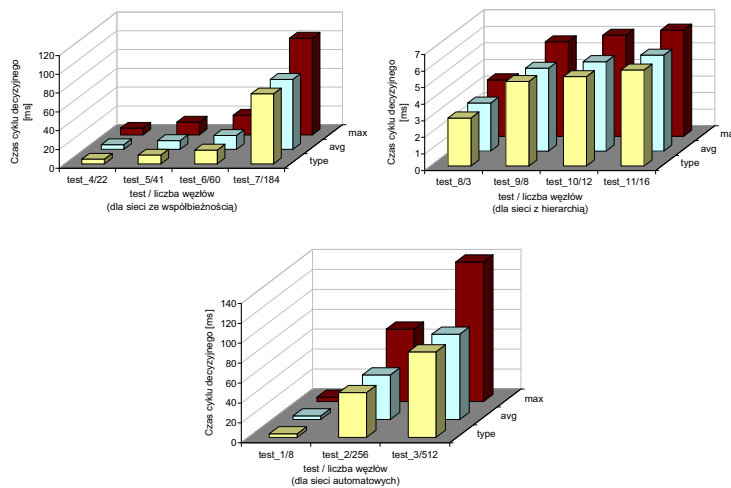 Czas cyklu decyzyjnego
[ms]
120
100
80
60
40
20
0
test_4/22
test_5/41
test_6/60
test_7/184
type
avg
max
test / liczba węzłów
(dla sieci ze współbieżnością)
Czas cyklu decyzyjnego
[ms]
7
6
5
4
3
2
1
0
test_8/3
test_9/8
test_10/12
test_11/16
type
avg
max
test / liczba węzłów
(dla sieci z hierarchią)
Czas cyklu decyzyjnego [ms]
140
120
100
80
60
40
20
0
test_1/8
test_2/256
test_3/512
type
avg
max
test / liczba węzłów
(dla sieci automatowych)